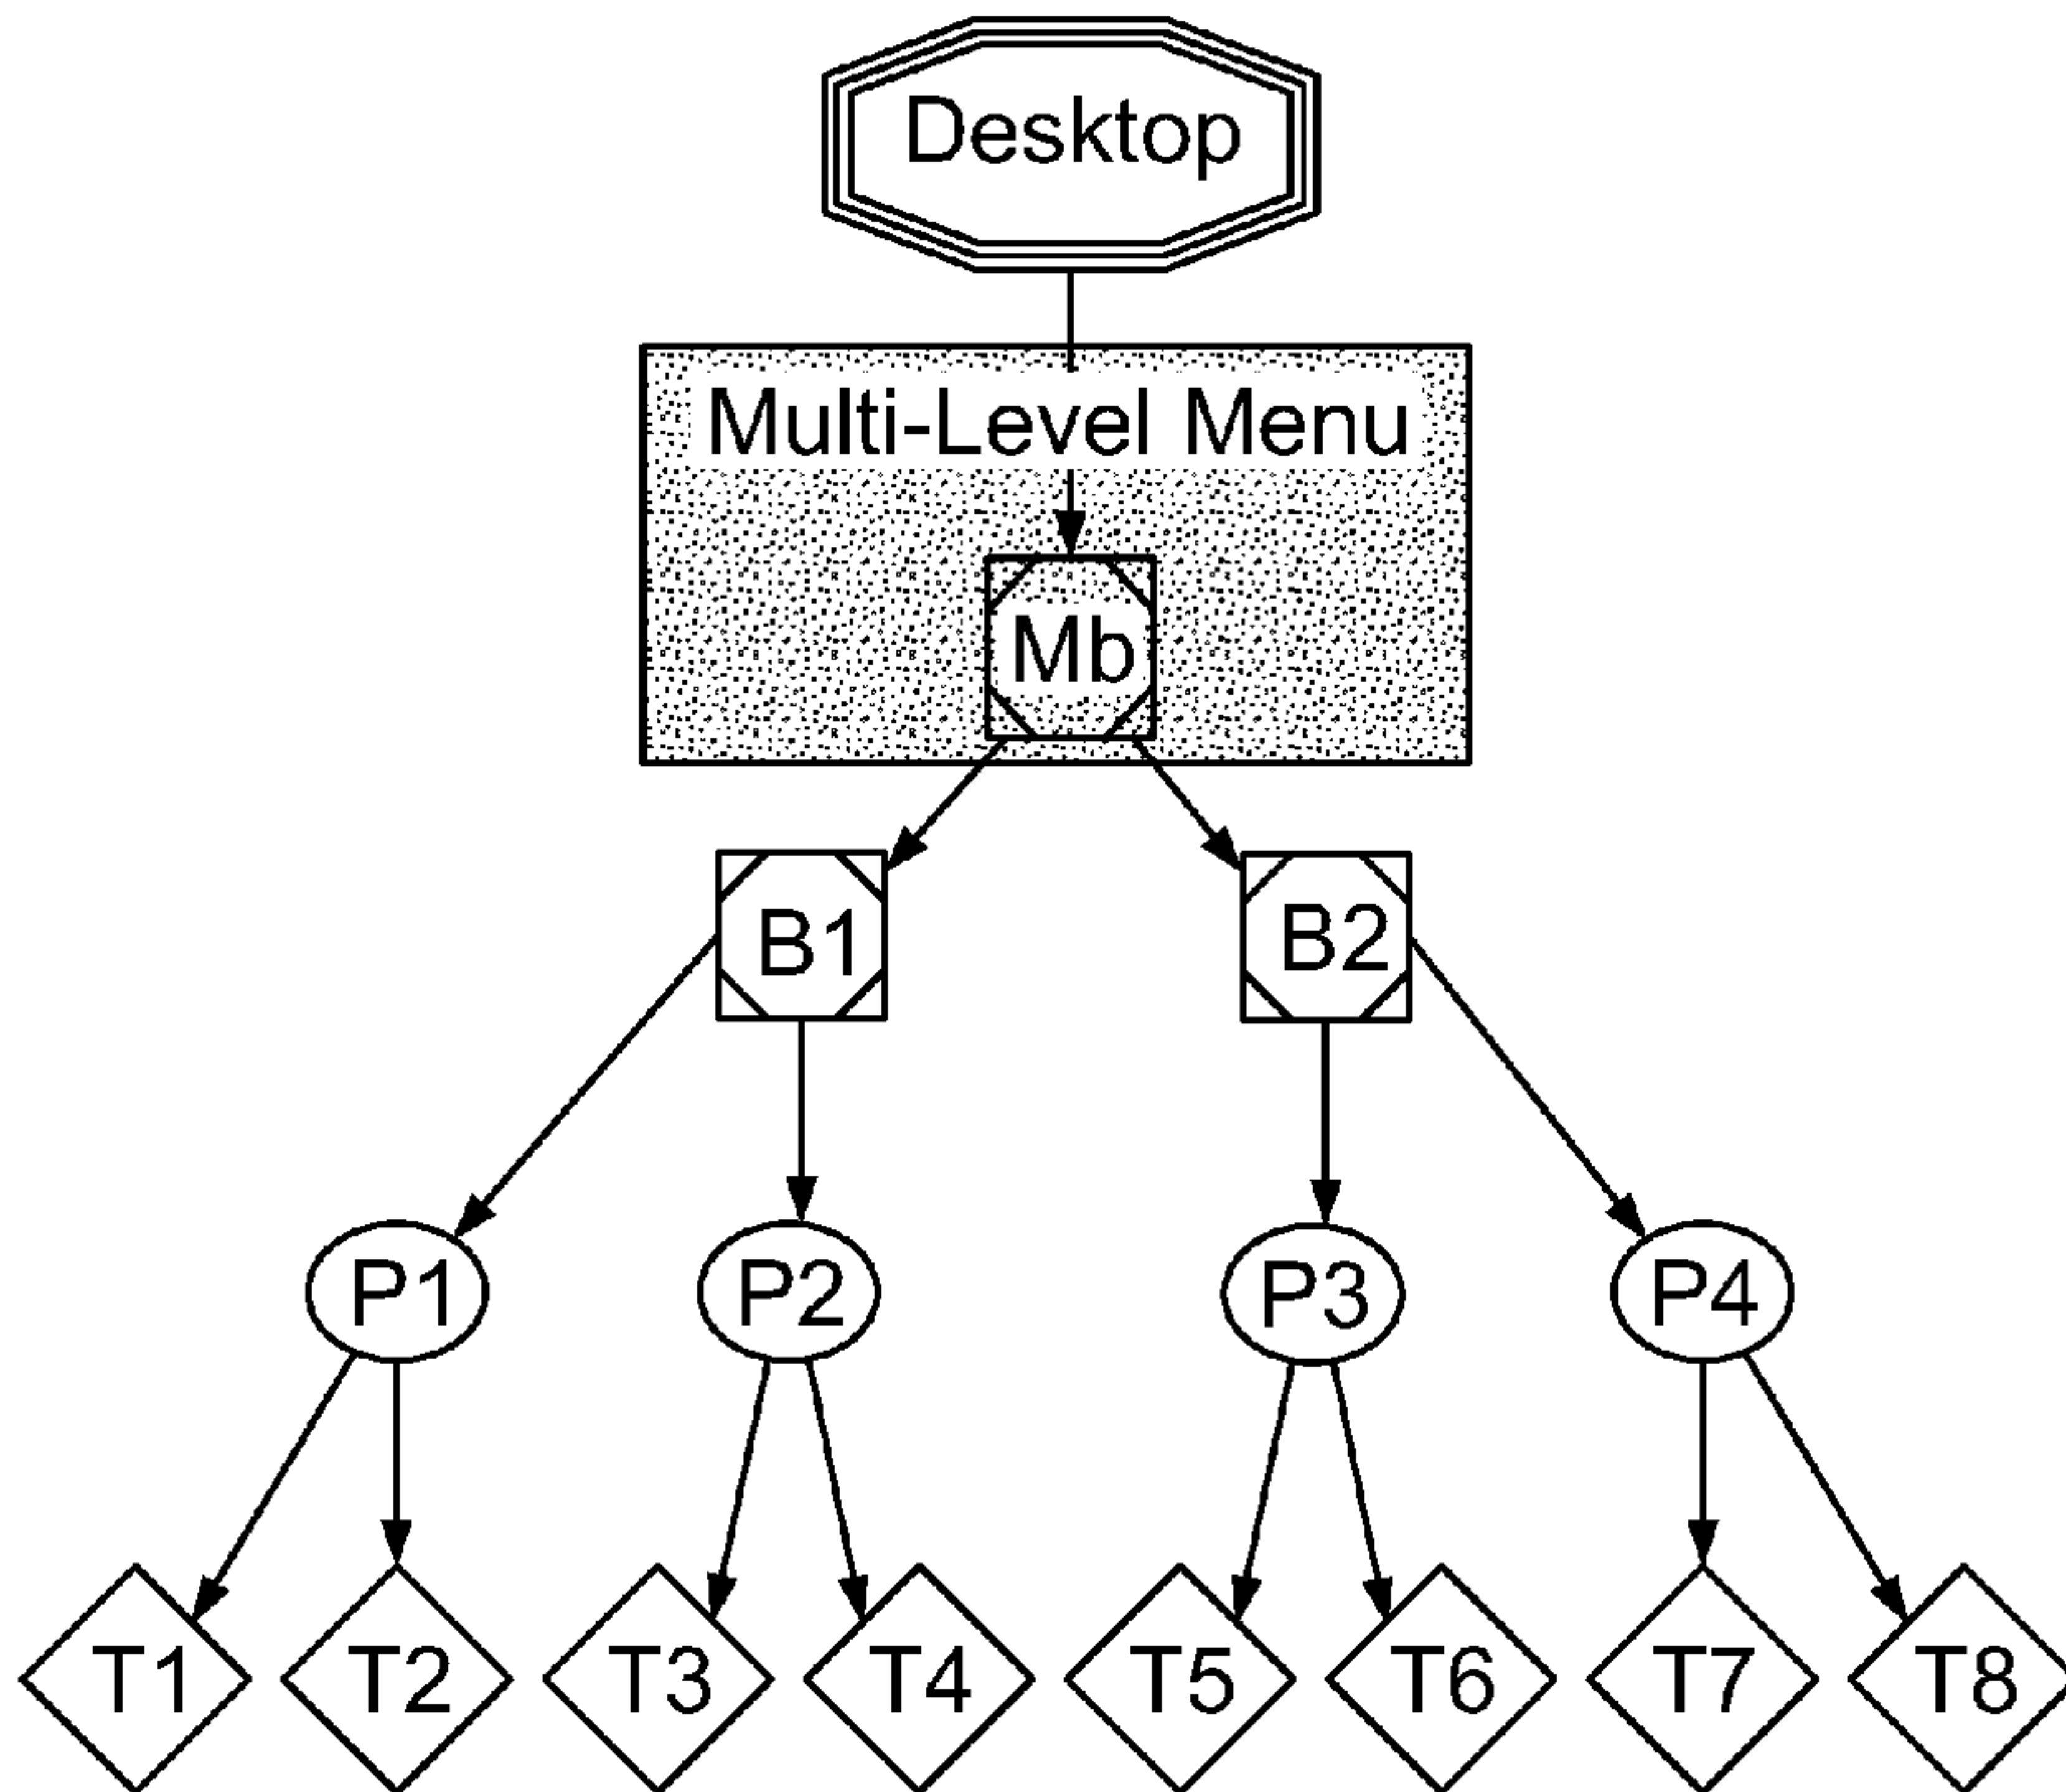 Desktop
Multi-Level Menu
Mb
B1 B2
P1 P2 P3 P4
T1 T2 T3 T4 T5 T6 T7 T8